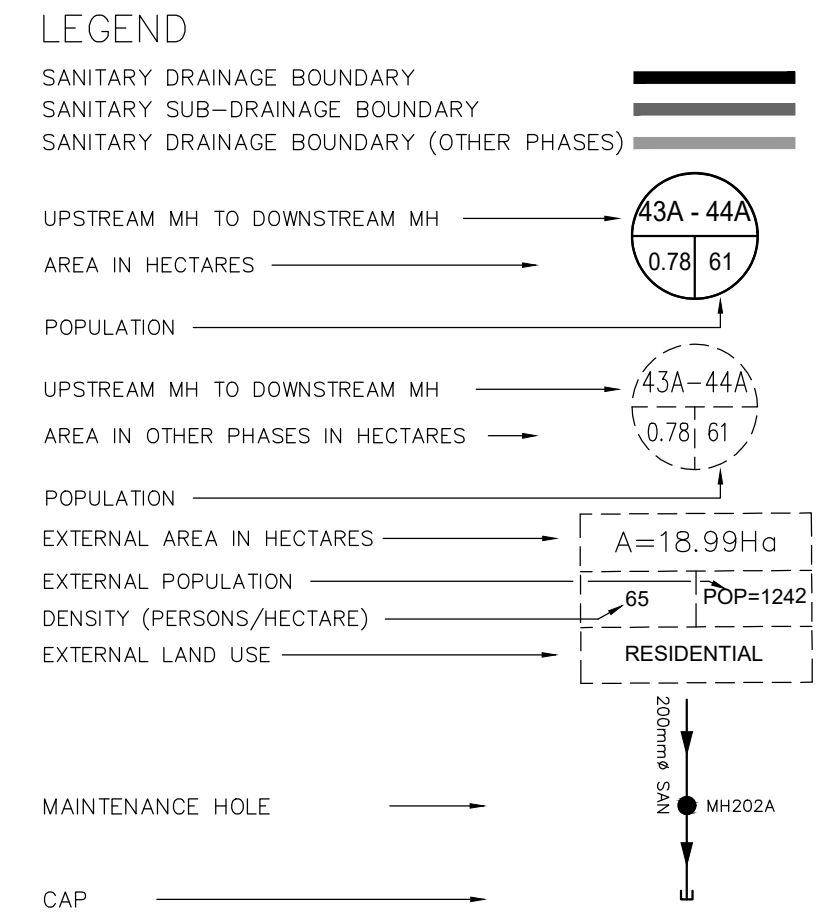 LEGEND
SANITARY DRAINAGE BOUNDARY
SANITARY SUB-DRAINAGE BOUNDARY
SANITARY DRAINAGE BOUNDARY (OTHER PHASES)
UPSTREAM MH TO DOWNSTREAM MH
43A - 44A
AREA IN HECTARES
0.78 61
POPULATION
UPSTREAM MH TO DOWNSTREAM MH
43A-44A
AREA IN OTHER PHASES IN HECTARES
0.78 61
POPULATION
EXTERNAL AREA IN HECTARES
A=18.99Ha
EXTERNAL POPULATION
POP=1242
DENSITY (PERSONS/HECTARE)
65
EXTERNAL LAND USE
RESIDENTIAL
200mmø SAN
MAINTENANCE HOLE
MH202A
CAP